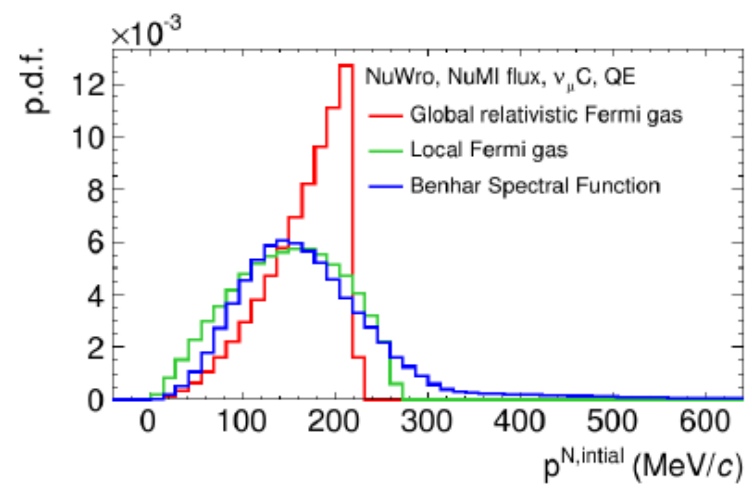 ×10⁻³
p.d.f.
NuWro, NuMI flux, νμC, QE
Global relativistic Fermi gas
Local Fermi gas
Benhar Spectral Function
12
10
8
6
4
2
0
0 100 200 300 400 500 600
p^N,intial (MeV/c)